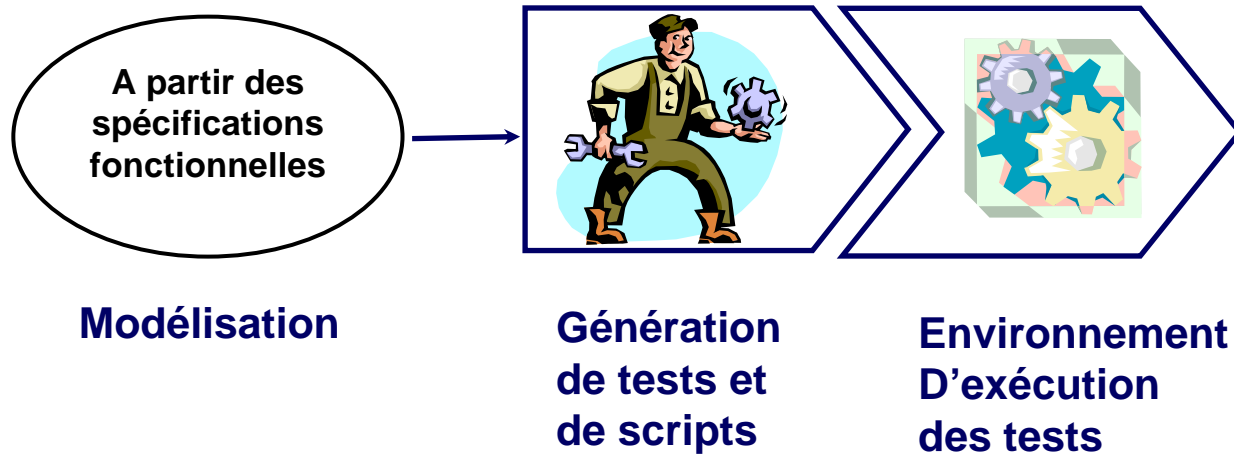 A partir des
spécifications
fonctionnelles
Modélisation
Génération
de tests et
de scripts
Environnement
D’exécution
des tests